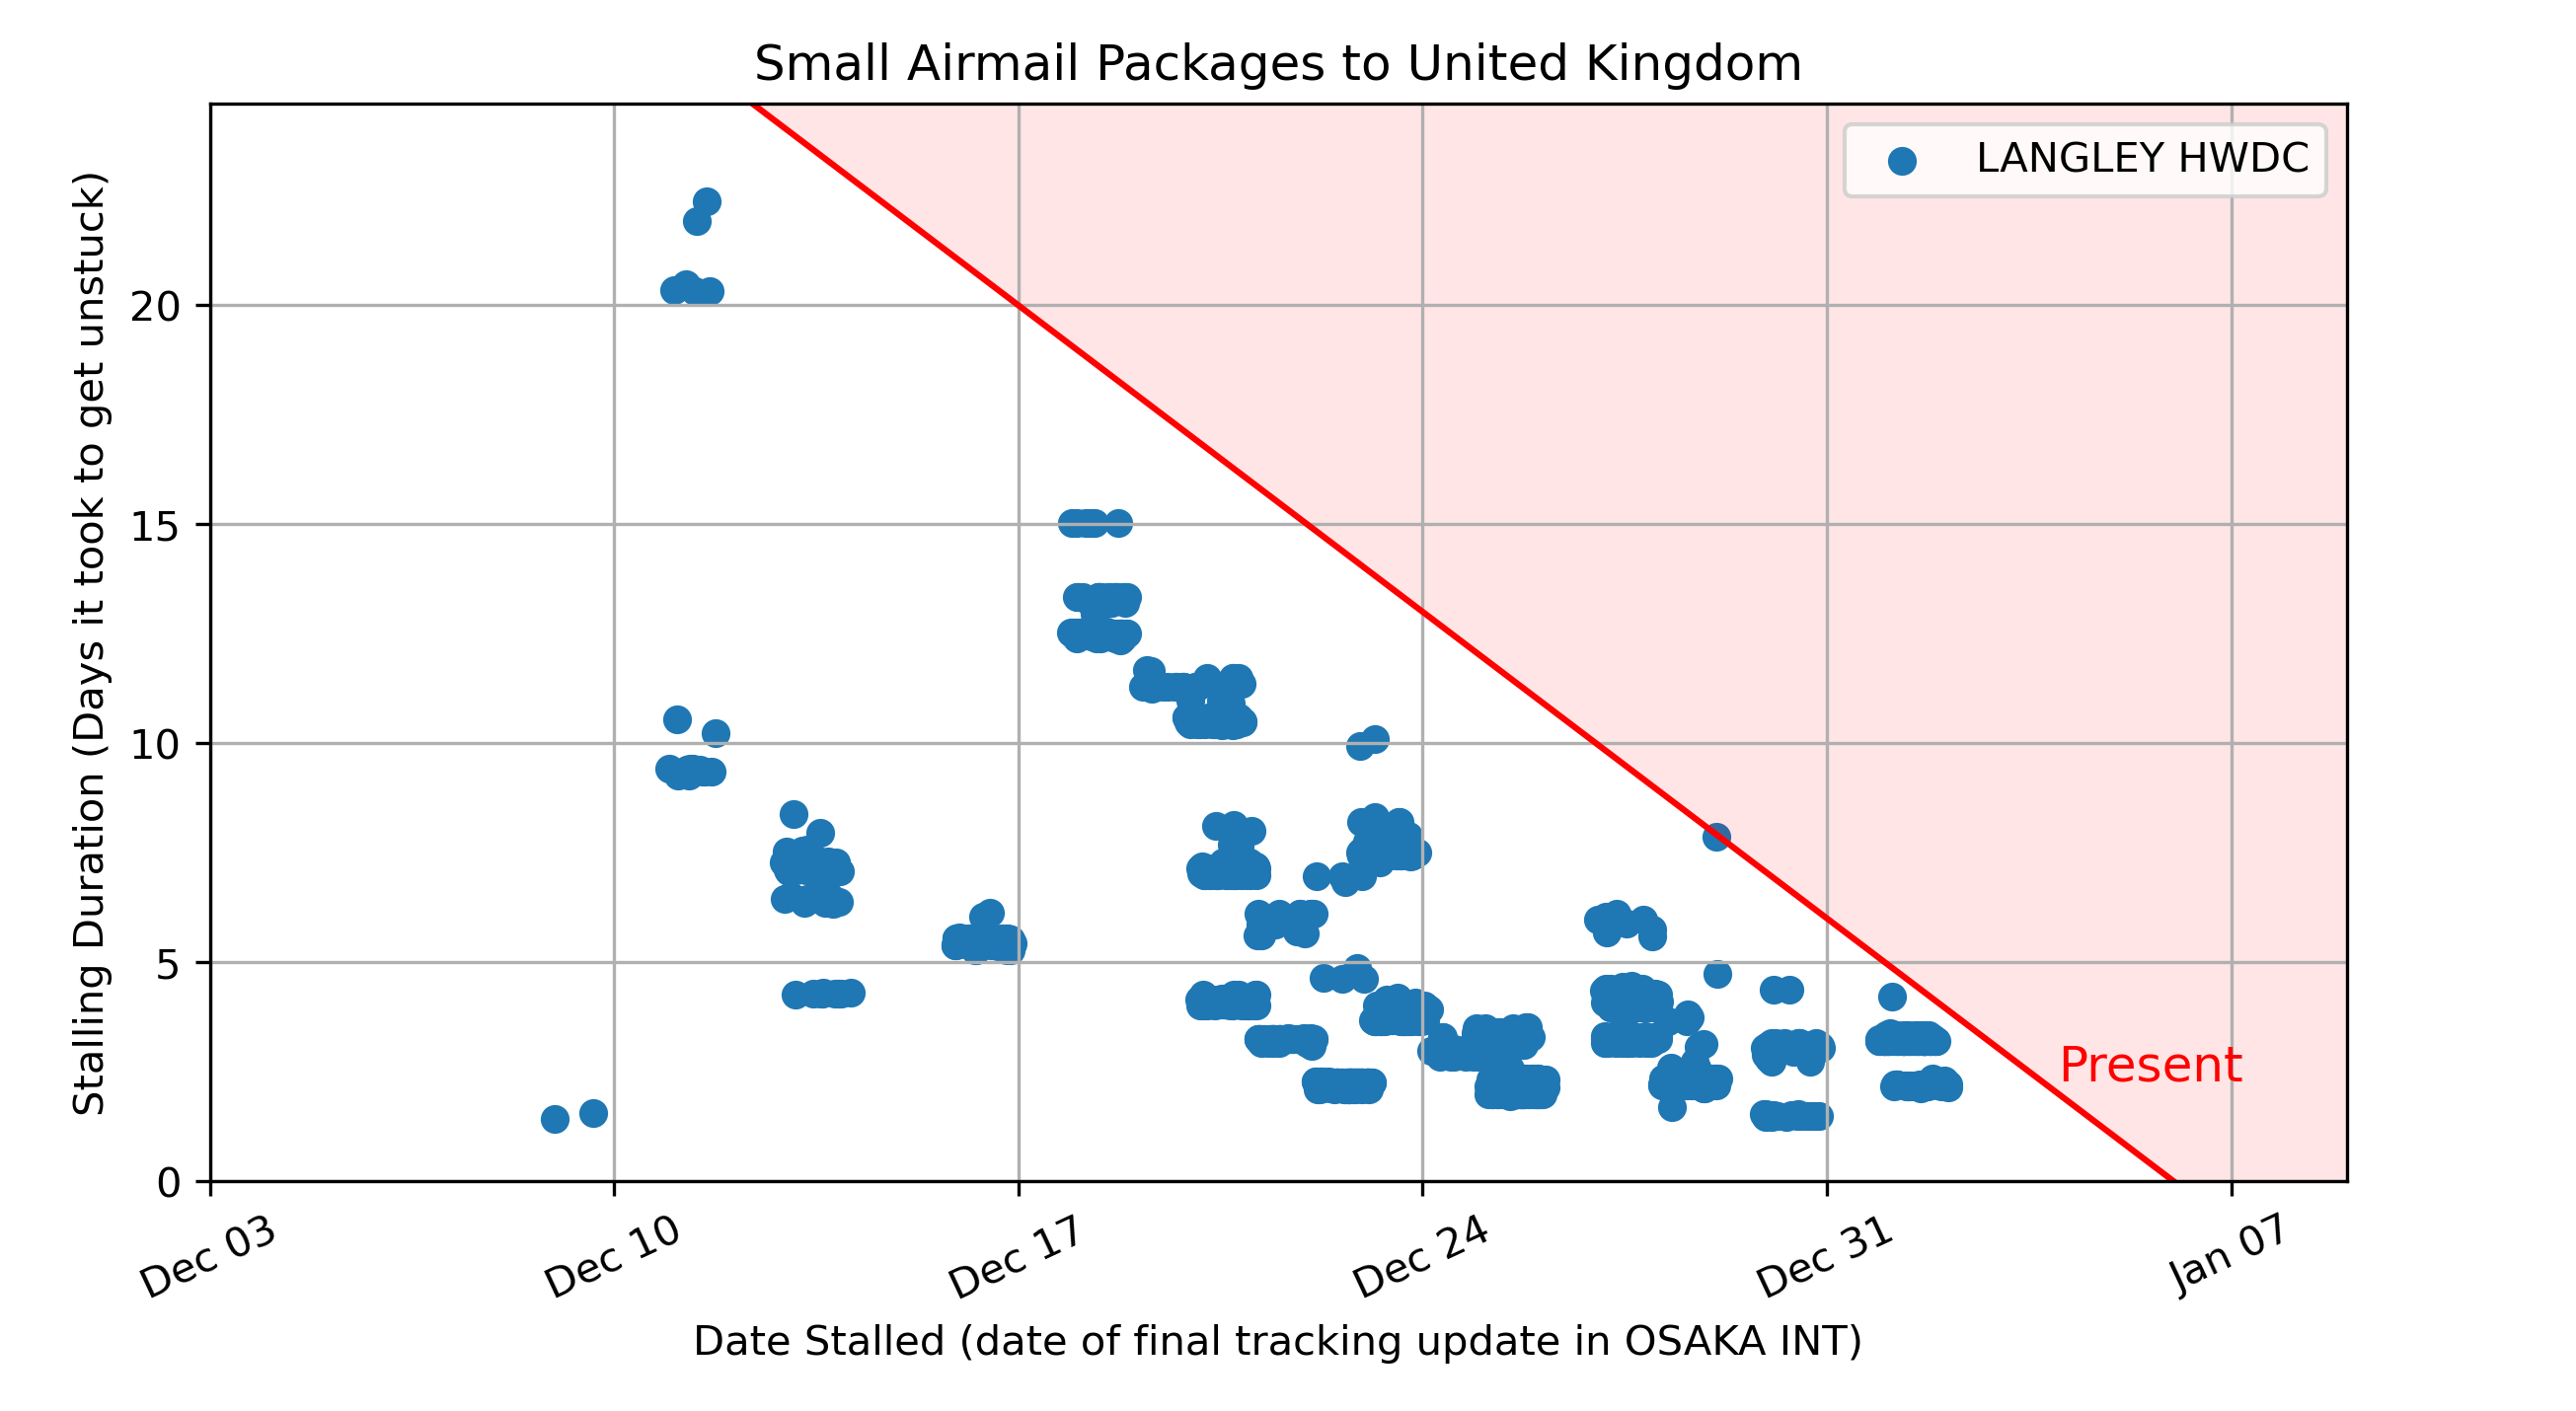 Small Airmail Packages to United Kingdom
LANGLEY HWDC
Stalling Duration (Days it took to get unstuck)
20
15
10
5
0
Present
Dec 03
Dec 10
Dec 17
Dec 24
Dec 31
Jan 07
Date Stalled (date of final tracking update in OSAKA INT)